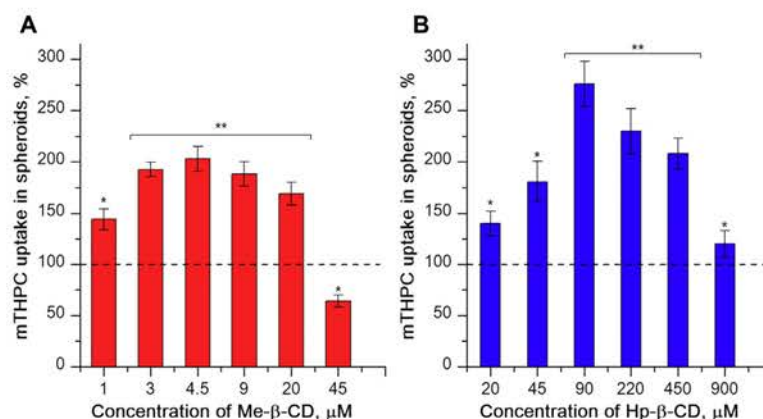 A
mTHPC uptake in spheroids, %
300
250
200
150
100
50
0
*
**
*
1 3 4.5 9 20 45
Concentration of Me-β-CD, μM
B
mTHPC uptake in spheroids, %
300
250
200
150
100
50
0
*
*
**
*
20 45 90 220 450 900
Concentration of Hp-β-CD, μM